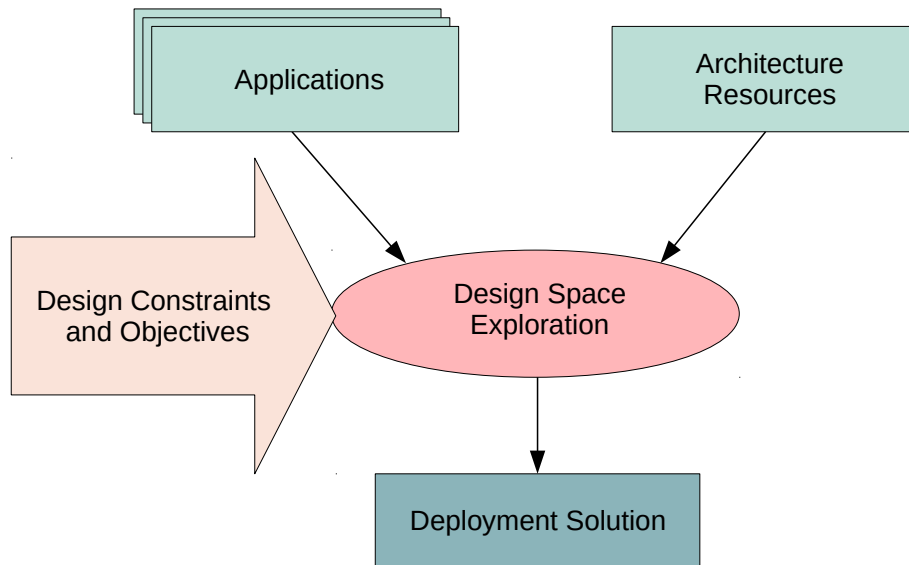 Applications
Architecture
Resources
Design Constraints
and Objectives
Design Space
Exploration
Deployment Solution